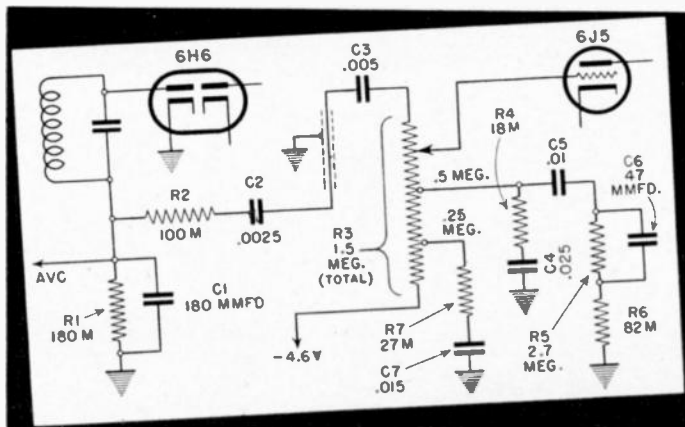 6H6
C3
.005
6J5
R4
18 M
C5
.01
C6
47
MMFD.
.5 MEG.
R2
100 M
C2
.0025
R3
1.5
MEG.
(TOTAL)
.25
MEG.
C4
.025
AVC
C1
180 MMFD
R1
180 M
R7
27 M
R5
2.7
MEG.
R6
82 M
-4.6 V
C7
.015